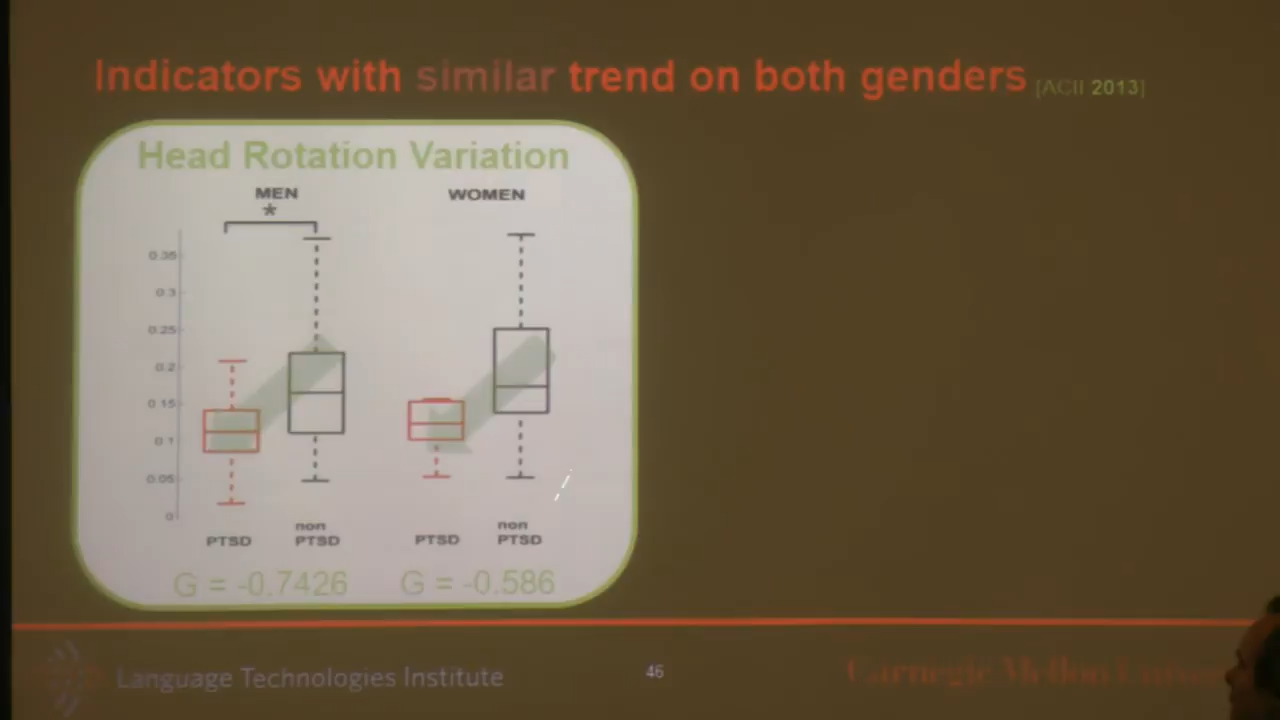 Indicators with similar trend on both genders [ACII 2013]
Head Rotation Variation
MEN
WOMEN
*
0.35
0.3
0.25
0.2
0.15
0.1
0.05
0
PTSD
non
PTSD
PTSD
non
PTSD
G = -0.7426
G = -0.586
Language Technologies Institute
46
Carnegie Mellon